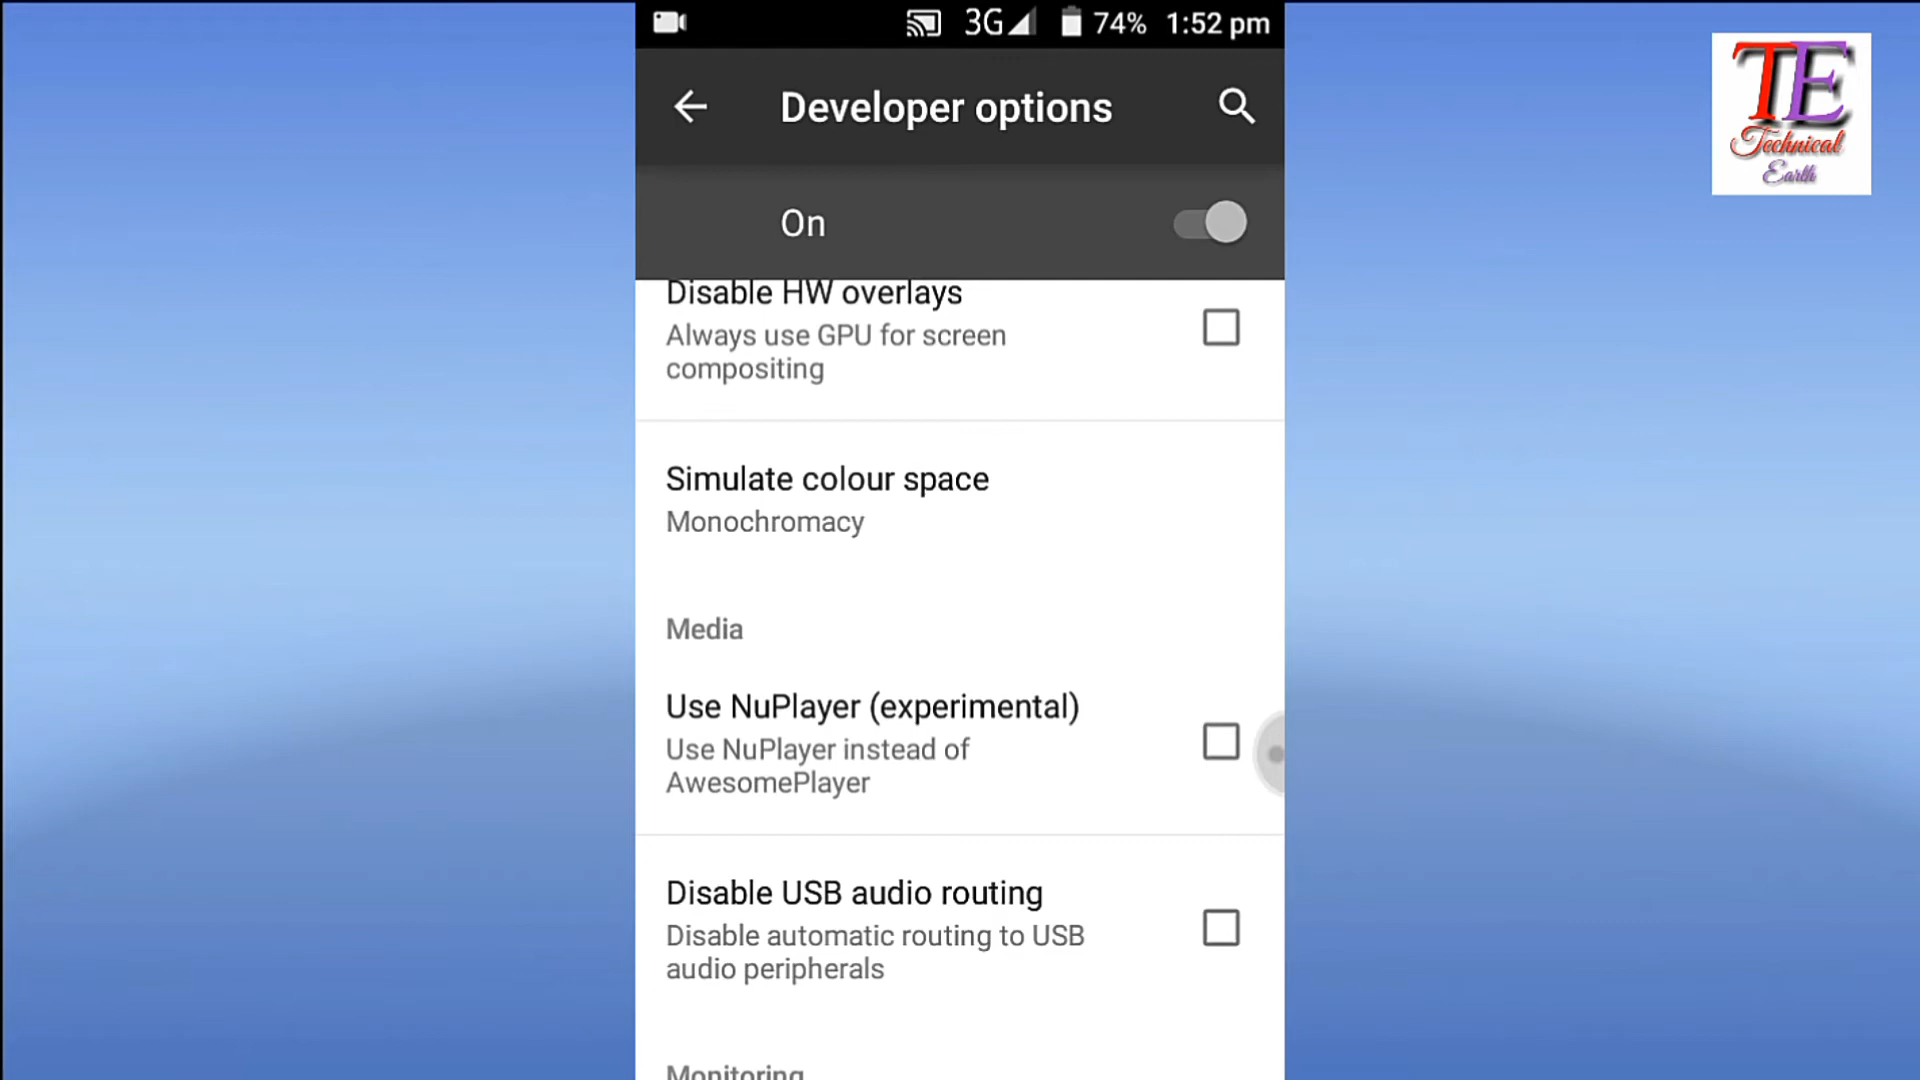 3G 74% 1:52 pm
Developer options
On
Disable HW overlays
Always use GPU for screen
compositing
Simulate colour space
Monochromacy
Media
Use NuPlayer (experimental)
Use NuPlayer instead of
AwesomePlayer
Disable USB audio routing
Disable automatic routing to USB
audio peripherals
Monitoring
TE
Technical
Earth